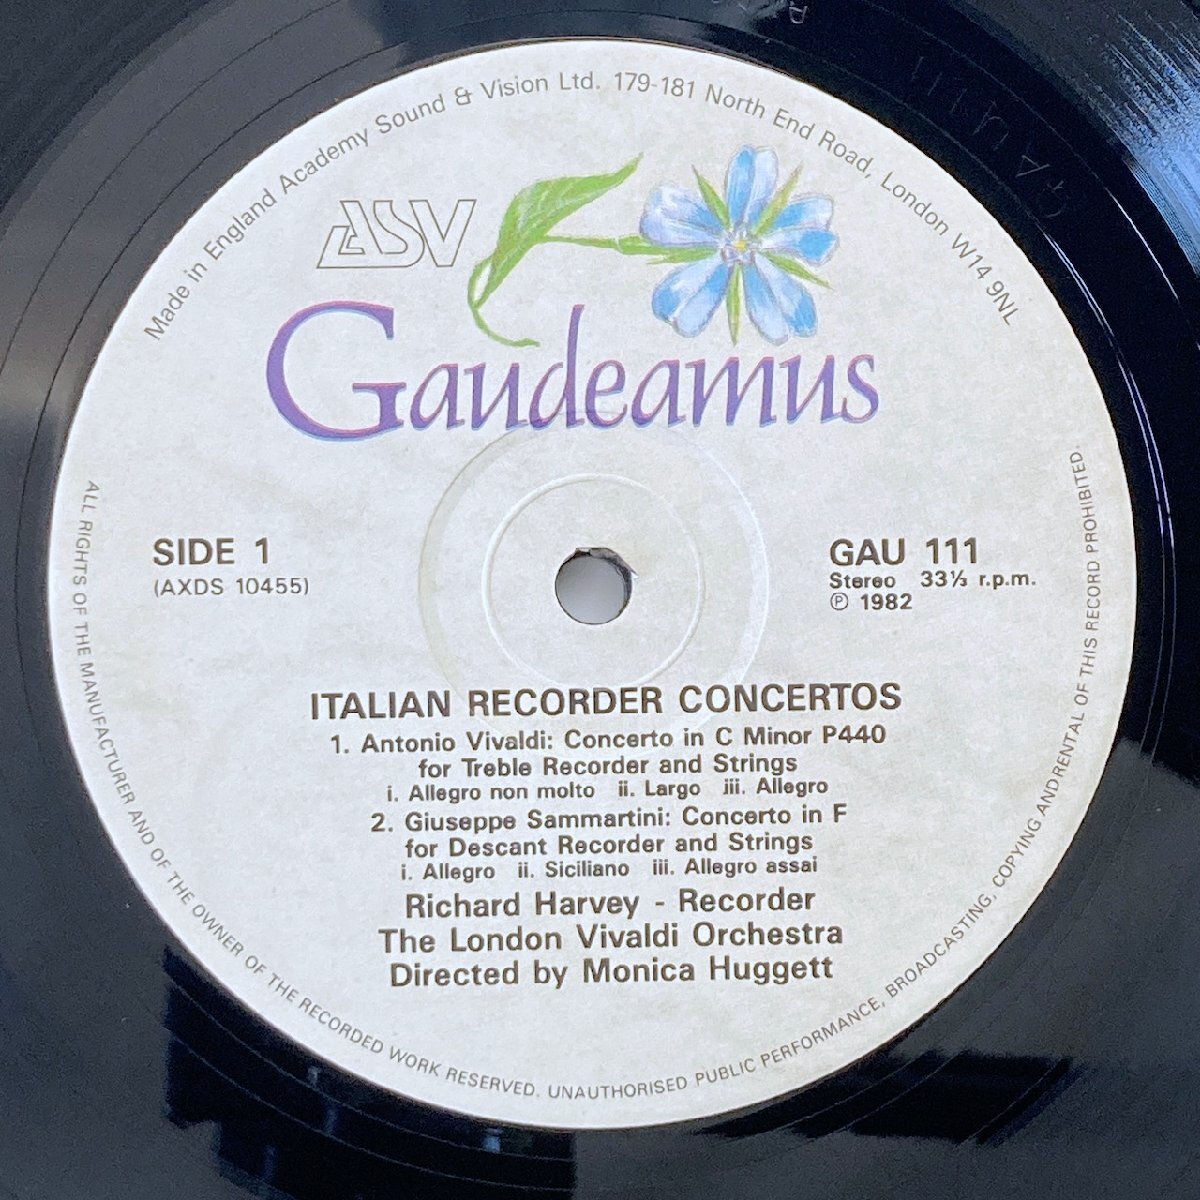 Made in England Academy Sound & Vision Ltd. 179-181 North End Road, London W14 9NL
ASV
Gaudeamus
SIDE 1
(AXDS 10455)
GAU 111
Stereo 33⅓ r.p.m.
℗ 1982
ITALIAN RECORDER CONCERTOS
1. Antonio Vivaldi: Concerto in C Minor P440
for Treble Recorder and Strings
i. Allegro non molto ii. Largo iii. Allegro
2. Giuseppe Sammartini: Concerto in F
for Descant Recorder and Strings
i. Allegro ii. Siciliano iii. Allegro assai
Richard Harvey - Recorder
The London Vivaldi Orchestra
Directed by Monica Huggett
ALL RIGHTS OF THE MANUFACTURER AND OF THE OWNER OF THE RECORDED WORK RESERVED. UNAUTHORISED PUBLIC PERFORMANCE, BROADCASTING, COPYING AND RENTAL OF THIS RECORD PROHIBITED.